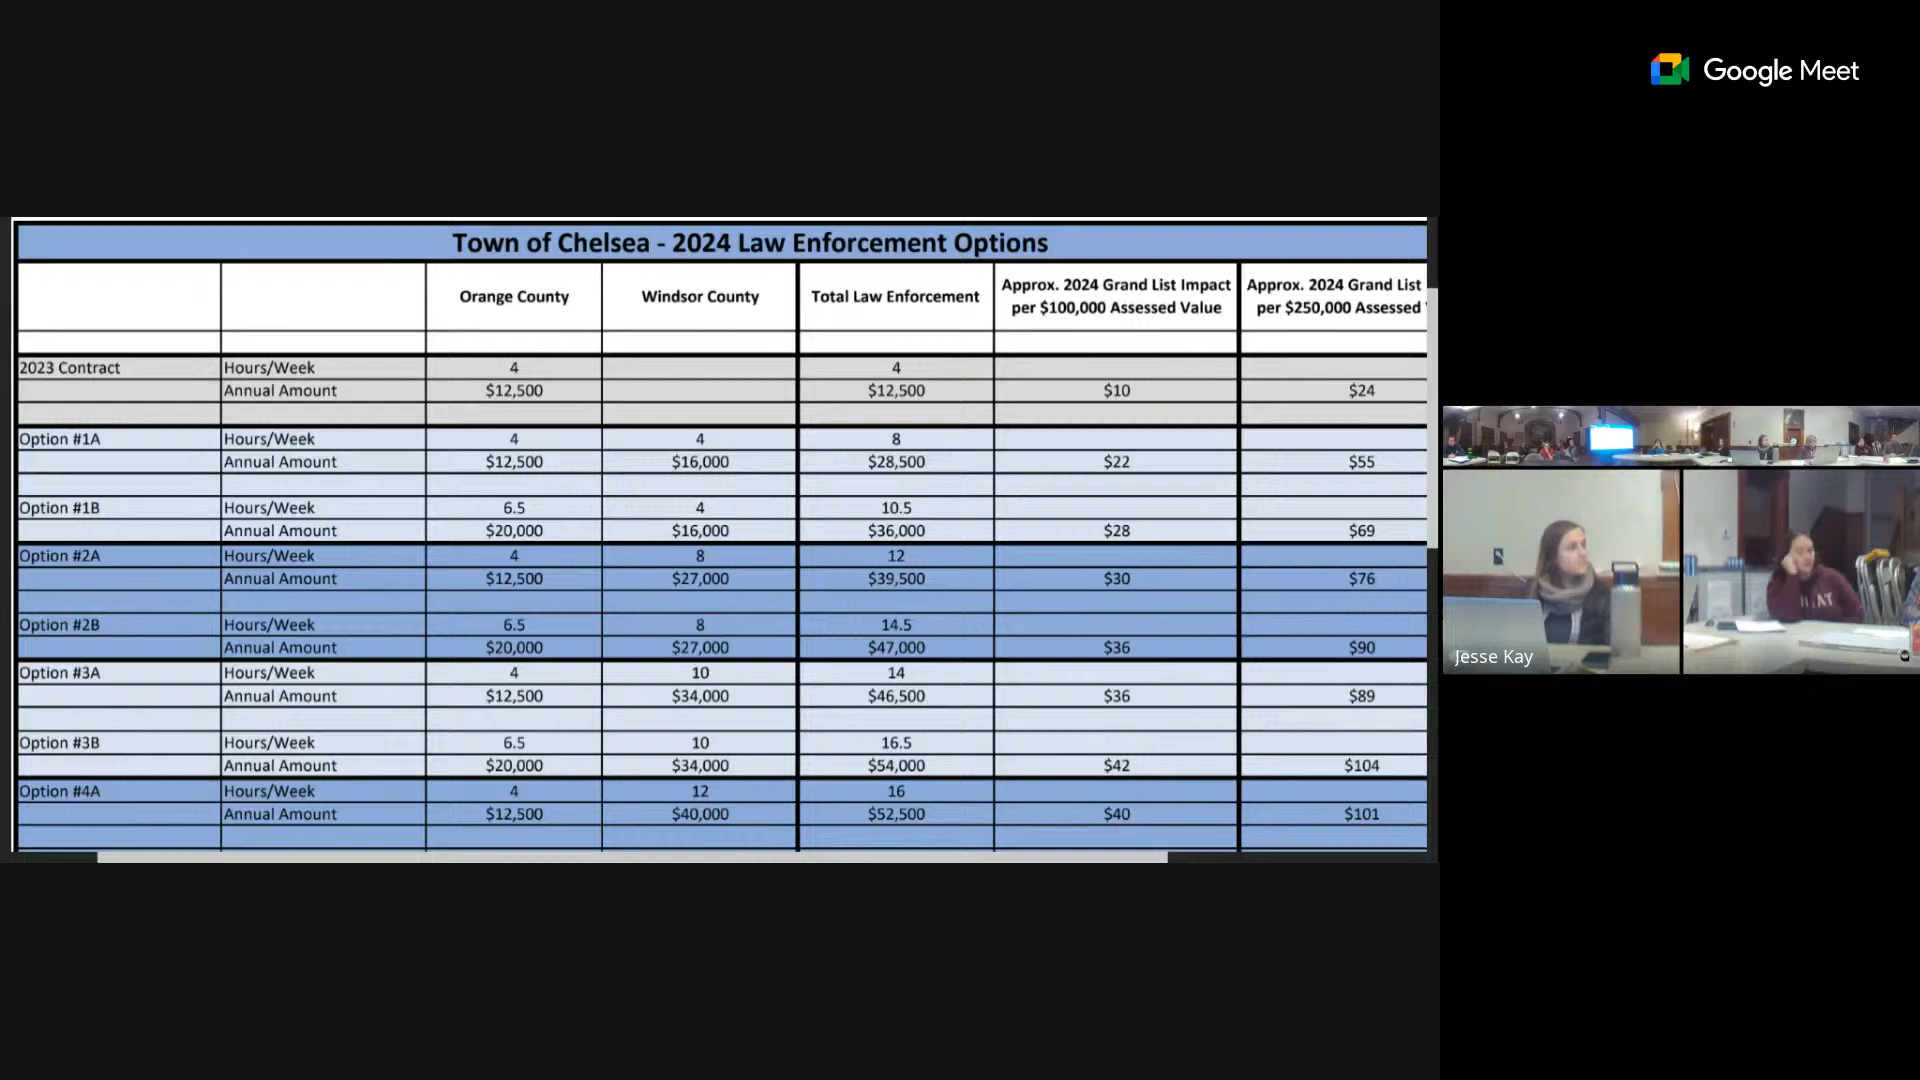 Google Meet
Town of Chelsea - 2024 Law Enforcement Options
Orange County Windsor County Total Law Enforcement Approx. 2024 Grand List Impact per $100,000 Assessed Value Approx. 2024 Grand List per $250,000 Assessed
2023 Contract Hours/Week 4 4
Annual Amount $12,500 $12,500 $10 $24
Option #1A Hours/Week 4 4 8
Annual Amount $12,500 $16,000 $28,500 $22 $55
Option #1B Hours/Week 6.5 4 10.5
Annual Amount $20,000 $16,000 $36,000 $28 $69
Option #2A Hours/Week 4 8 12
Annual Amount $12,500 $27,000 $39,500 $30 $76
Option #2B Hours/Week 6.5 8 14.5
Annual Amount $20,000 $27,000 $47,000 $36 $90
Option #3A Hours/Week 4 10 14
Annual Amount $12,500 $34,000 $46,500 $36 $89
Option #3B Hours/Week 6.5 10 16.5
Annual Amount $20,000 $34,000 $54,000 $42 $104
Option #4A Hours/Week 4 12 16
Annual Amount $12,500 $40,000 $52,500 $40 $101
Jesse Kay